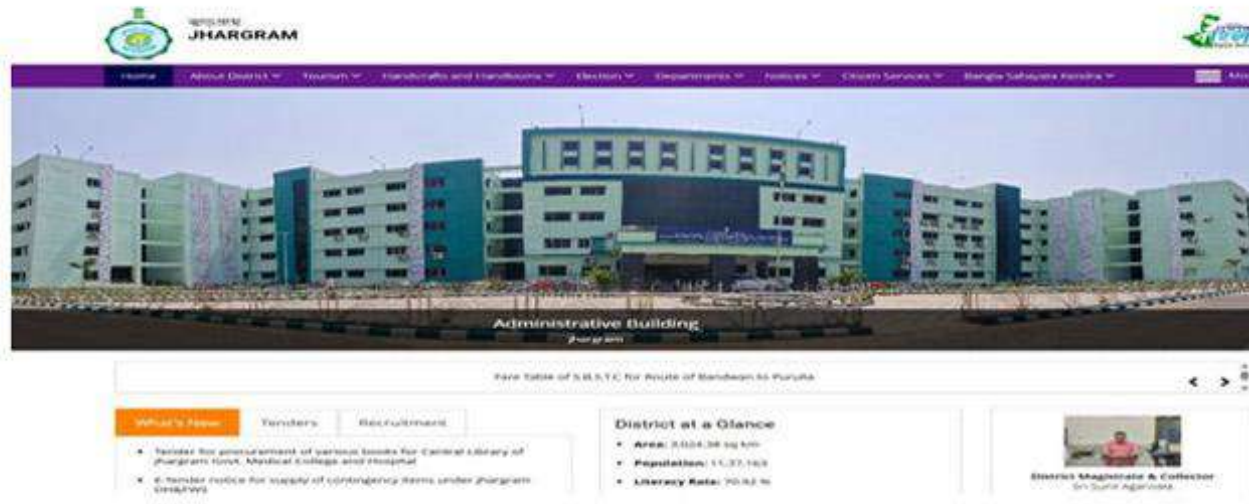 ঝাড়গ্রাম
JHARGRAM
Home About District Tourism Handicrafts and Handlooms Election Departments Notices Citizen Services Bangla Sahayata Kendra
Administrative Building
Jhargram
Fare Table of S.B.S.T.C for Route of Bandwan to Purulia
What's New Tenders Recruitment
Tender for procurement of various books for Central Library of
Jhargram Govt. Medical College and Hospital
E-Tender notice for supply of contingency items under Jhargram
DH&FWS
District at a Glance
Area: 3,024.38 sq km
Population: 11,37,163
Literacy Rate: 70.92 %
District Magistrate & Collector
Sri Sunil Agarwala